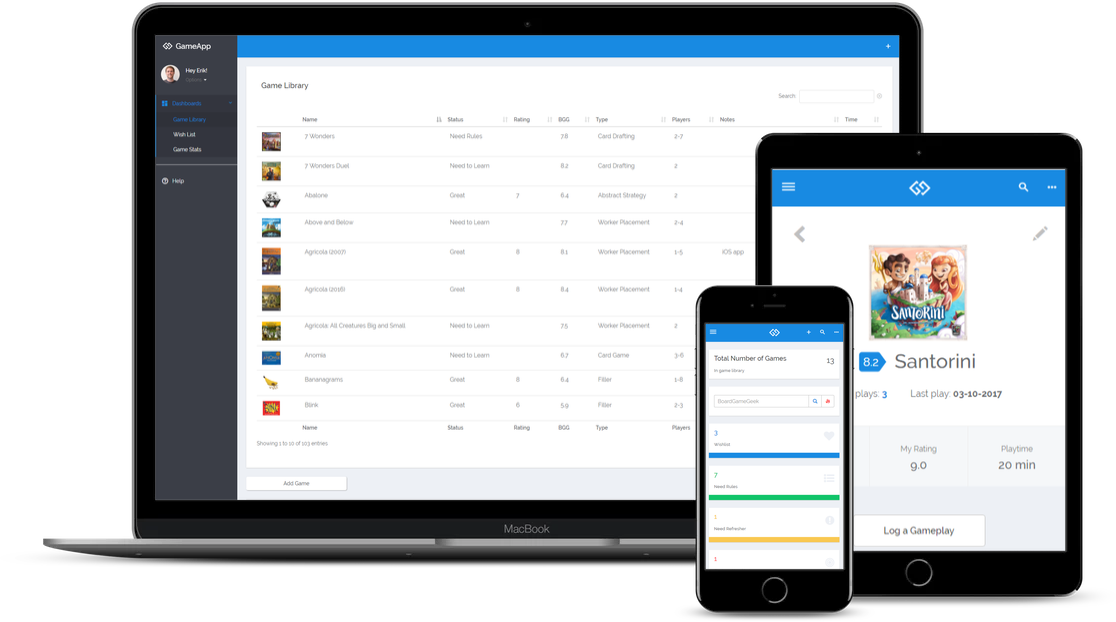 GameApp
Hey Erik!
Options
Dashboards
Game Library
Wish List
Game Stats
Help
Game Library
Search:
Name Status Rating BGG Type Players Notes Time
7 Wonders Need Rules 7.8 Card Drafting 2-7
7 Wonders Duel Need to Learn 8.2 Card Drafting 2
Abalone Great 7 6.4 Abstract Strategy 2
Above and Below Need to Learn 7.7 Worker Placement 2-4
Agricola (2007) Great 8 8.1 Worker Placement 1-5 iOS app
Agricola (2016) Great 8 8.4 Worker Placement 1-4
Agricola: All Creatures Big and Small Need to Learn 7.5 Worker Placement 2
Anomia Need to Learn 6.7 Card Game 3-6
Bananagrams Great 8 6.4 Filler 1-8
Blink Great 6 5.9 Filler 2-3
Name Status Rating BGG Type Players
Showing 1 to 10 of 103 entries
Add Game
MacBook
Total Number of Games 13
In game library
BoardGameGeek
3
Wishlist
7
Need Rules
1
Need Refresher
1
SANTORINI
8.2 Santorini
plays: 3 Last play: 03-10-2017
My Rating Playtime
9.0 20 min
Log a Gameplay